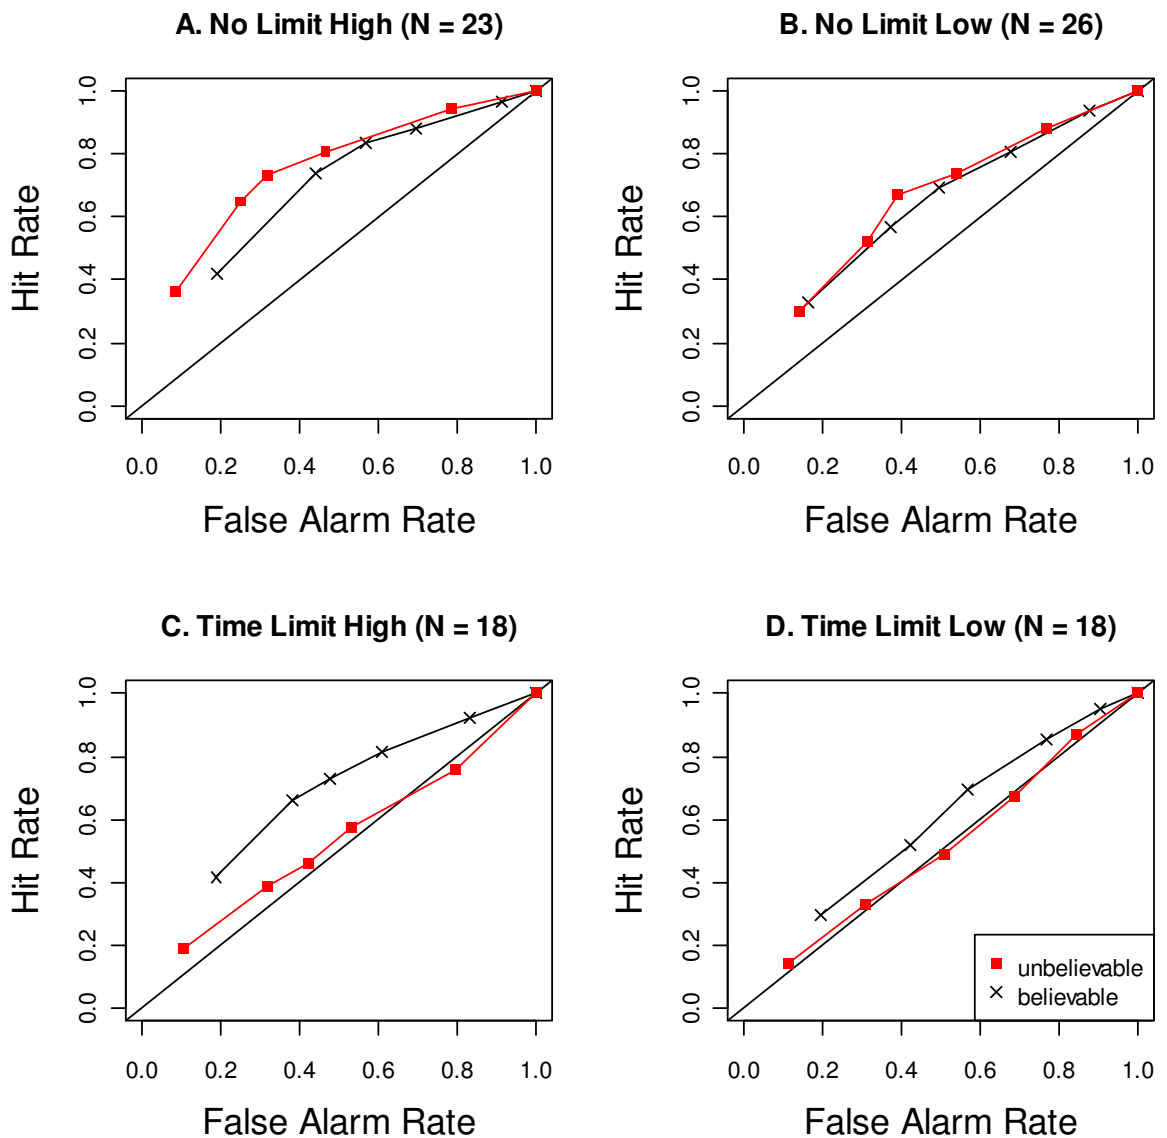 A. No Limit High (N = 23)
1.0
0.8
0.6
0.4
0.2
0.0
Hit Rate
0.0 0.2 0.4 0.6 0.8 1.0
False Alarm Rate
B. No Limit Low (N = 26)
1.0
0.8
0.6
0.4
0.2
0.0
Hit Rate
0.0 0.2 0.4 0.6 0.8 1.0
False Alarm Rate
C. Time Limit High (N = 18)
1.0
0.8
0.6
0.4
0.2
0.0
Hit Rate
0.0 0.2 0.4 0.6 0.8 1.0
False Alarm Rate
D. Time Limit Low (N = 18)
1.0
0.8
0.6
0.4
0.2
0.0
Hit Rate
unbelievable
believable
0.0 0.2 0.4 0.6 0.8 1.0
False Alarm Rate